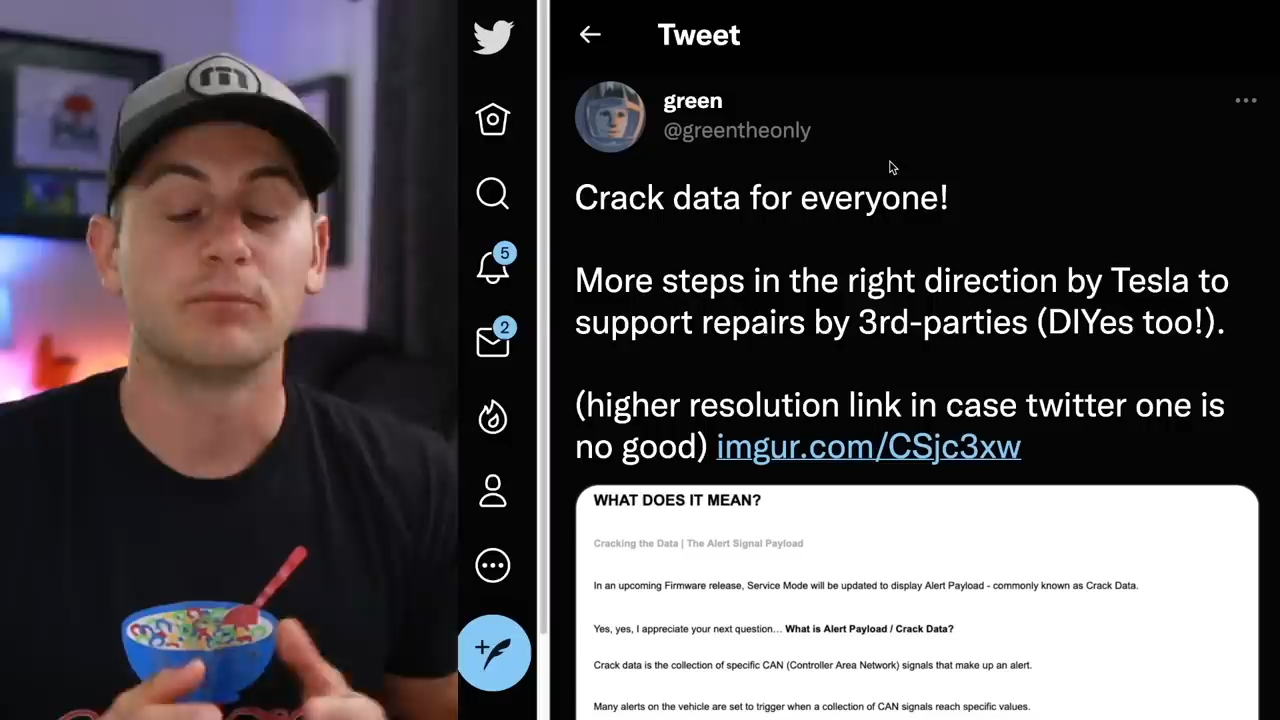 Tweet
green
@greentheonly
Crack data for everyone!
More steps in the right direction by Tesla to
support repairs by 3rd-parties (DIYes too!).
(higher resolution link in case twitter one is
no good) imgur.com/CSjc3xw
5
2
WHAT DOES IT MEAN?
Cracking the Data | The Alert Signal Payload
In an upcoming Firmware release, Service Mode will be updated to display Alert Payload - commonly known as Crack Data.
Yes, yes, I appreciate your next question... What is Alert Payload / Crack Data?
Crack data is the collection of specific CAN (Controller Area Network) signals that make up an alert.
Many alerts on the vehicle are set to trigger when a collection of CAN signals reach specific values.